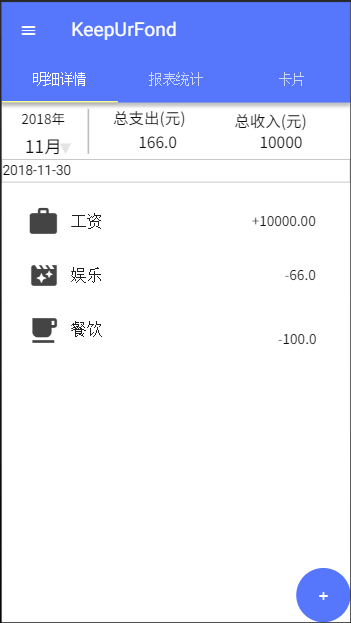 KeepUrFond
明细详情 报表统计 卡片
2018年 总支出(元) 总收入(元)
11月 166.0 10000
2018-11-30
工资 +10000.00
娱乐 -66.0
餐饮 -100.0
+